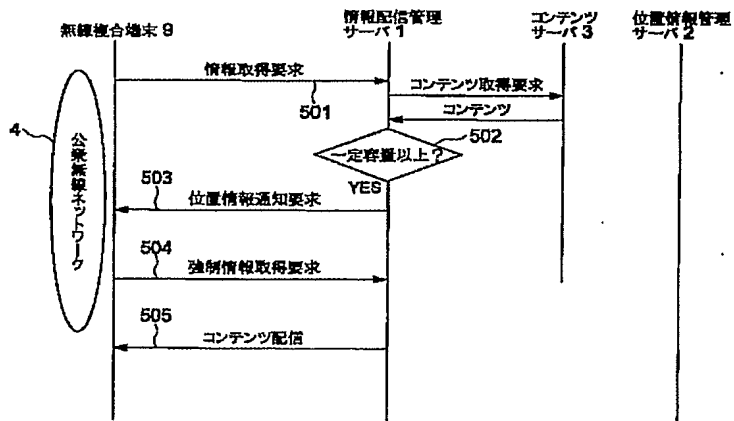 無線複合端末 9
情報配信管理
サーバ 1
コンテンツ
サーバ 3
位置情報管理
サーバ 2
情報取得要求
501
コンテンツ取得要求
コンテンツ
4
公衆無線ネットワーク
一定容量以上?
502
YES
503
位置情報通知要求
504
強制情報取得要求
505
コンテンツ配信